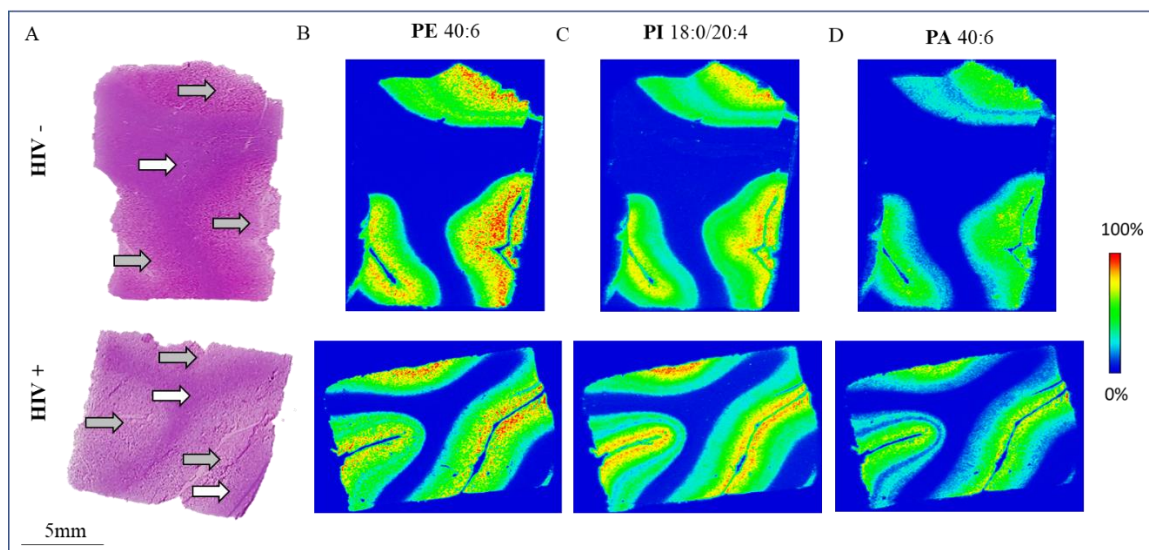 A
B
PE 40:6
C
PI 18:0/20:4
D
PA 40:6
HIV -
100%
0%
HIV +
5mm